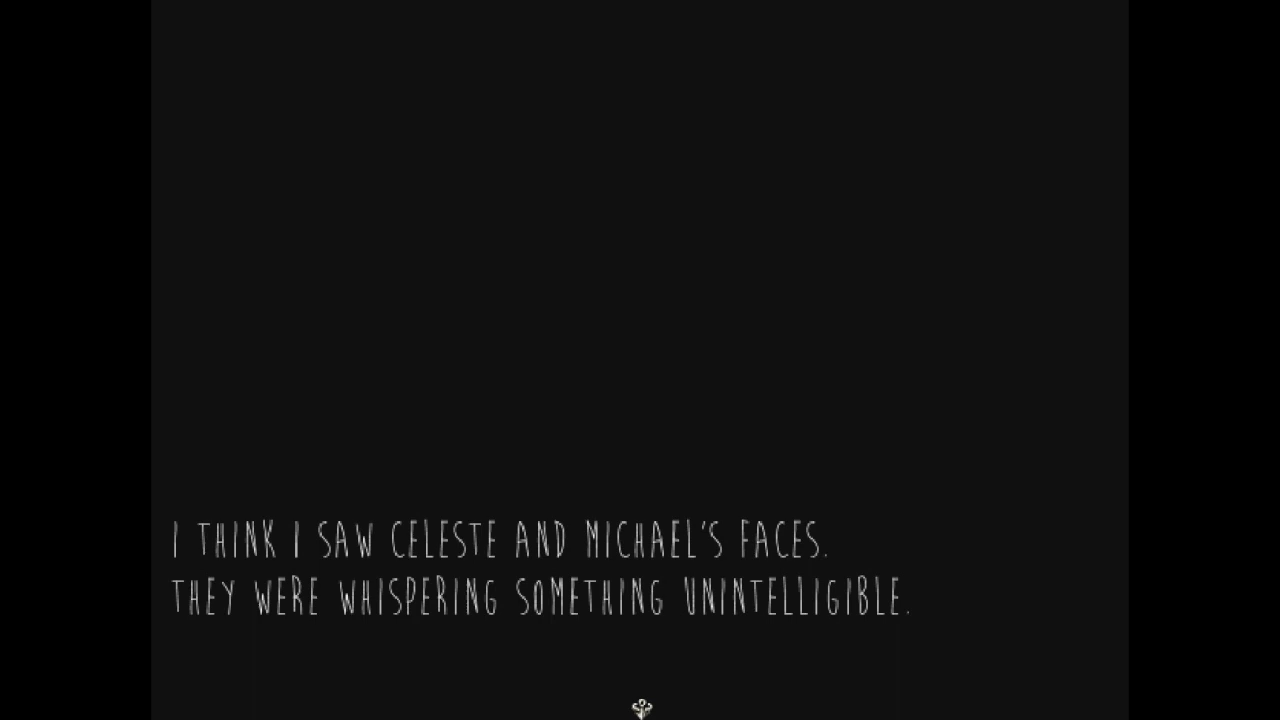 I THINK I SAW CELESTE AND MICHAEL'S FACES.
THEY WERE WHISPERING SOMETHING UNINTELLIGIBLE.